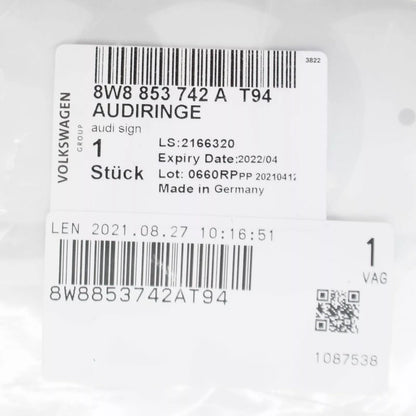 3822
VOLKSWAGEN
GROUP
8W8 853 742 A T94
AUDIRINGE
audi sign
1
Stück
LS:2166320
Expiry Date:2022/04
Lot: 0660RPPP 20210412
Made in Germany
LEN 2021.08.27 10:16:51
1
VAG
8W8853742AT94
1087538